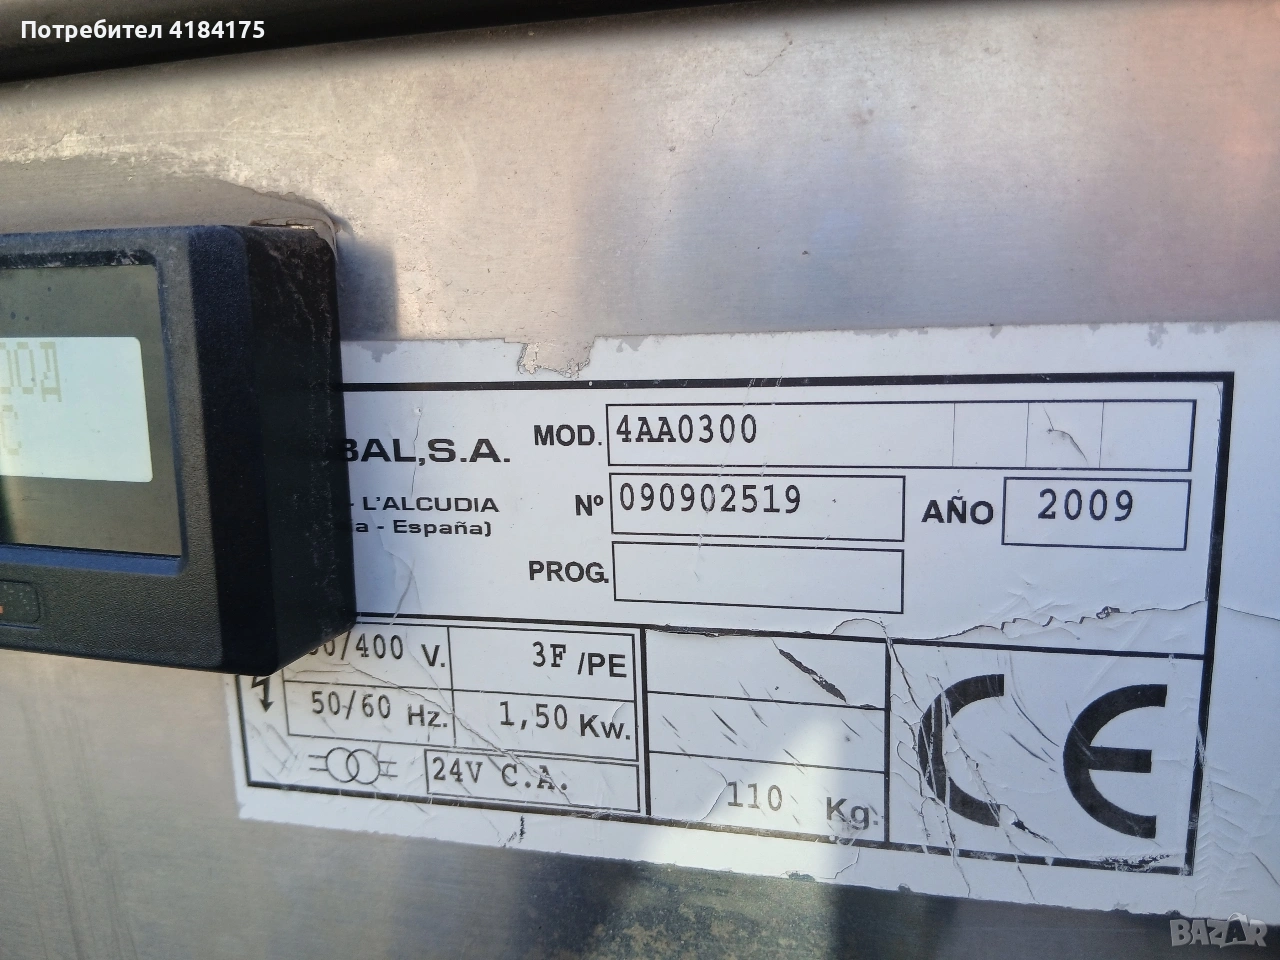 Потребител 4184175
BAL,S.A.
MOD. 4AA0300
L'ALCUDIA
- España)
Nº 090902519 AÑO 2009
PROG.
/400 V. 3F /PE
50/60 Hz. 1,50 Kw.
24V C.A.
110 Kg.
CE
BAZAR